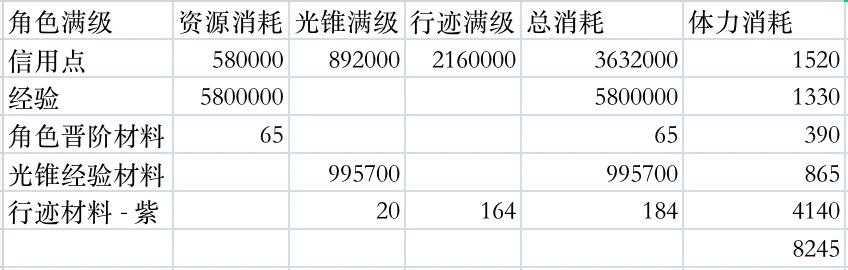 角色满级 资源消耗 光锥满级 行迹满级 总消耗 体力消耗
信用点 580000 892000 2160000 3632000 1520
经验 5800000 5800000 1330
角色晋阶材料 65 65 390
光锥经验材料 995700 995700 865
行迹材料-紫 20 164 184 4140
8245